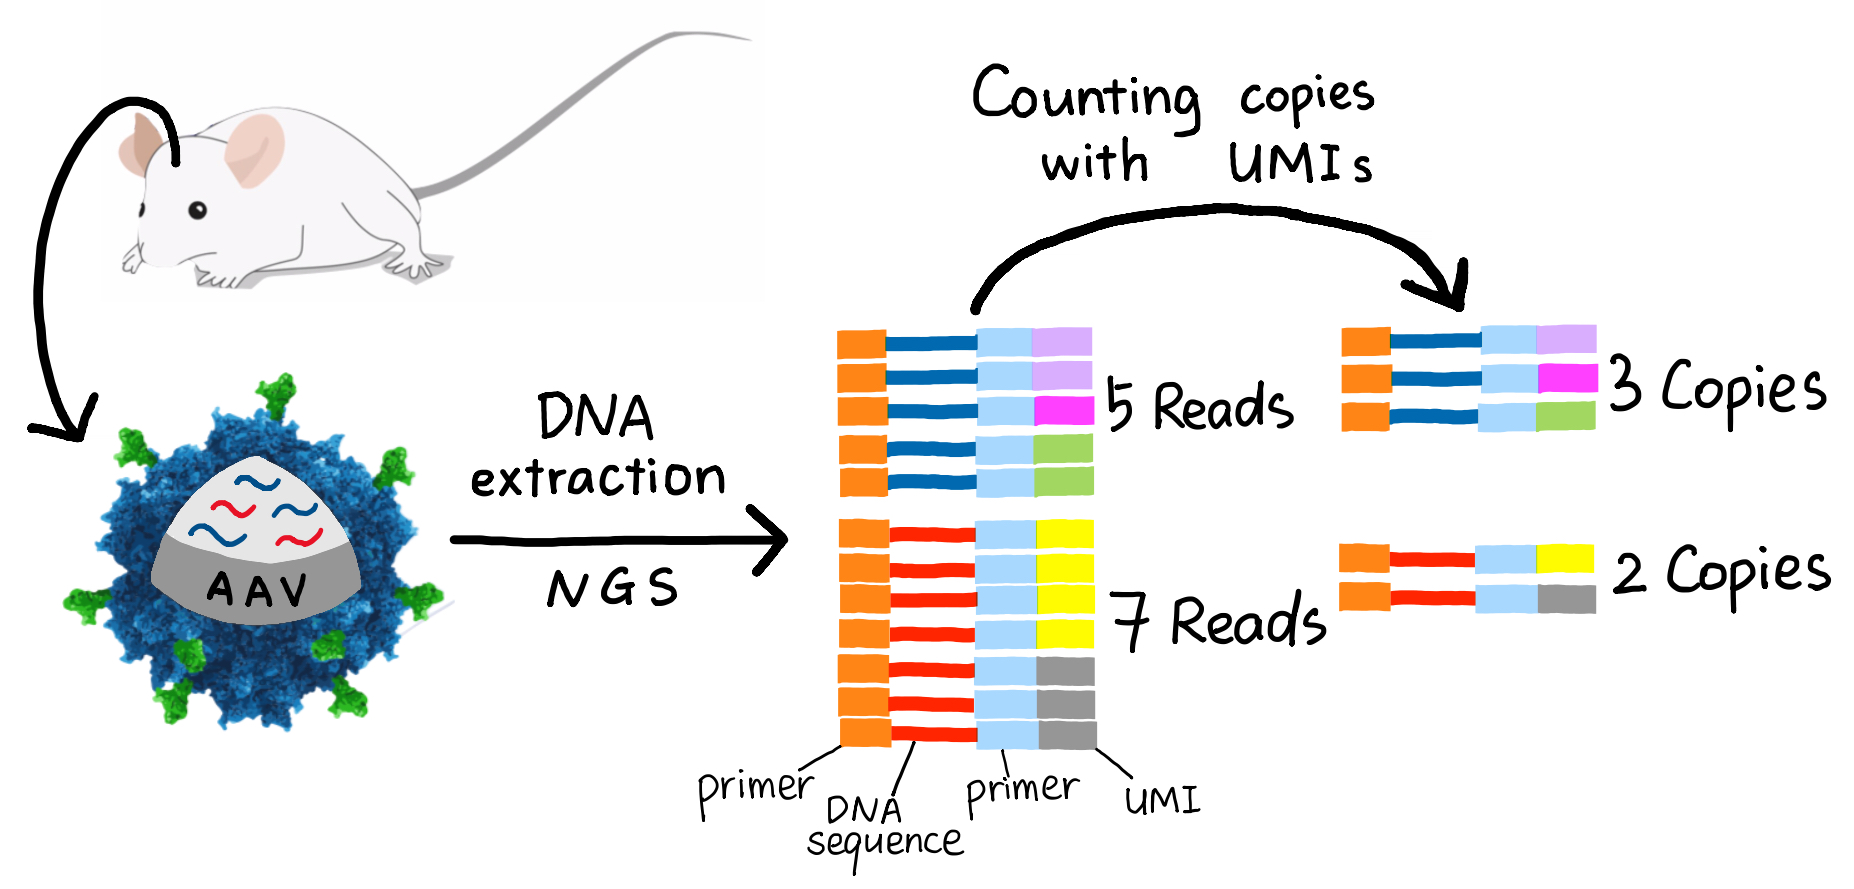 Counting copies
with UMIs
DNA
extraction
NGS
AAV
5 Reads
3 Copies
7 Reads
2 Copies
primer
DNA
sequence
primer
UMI